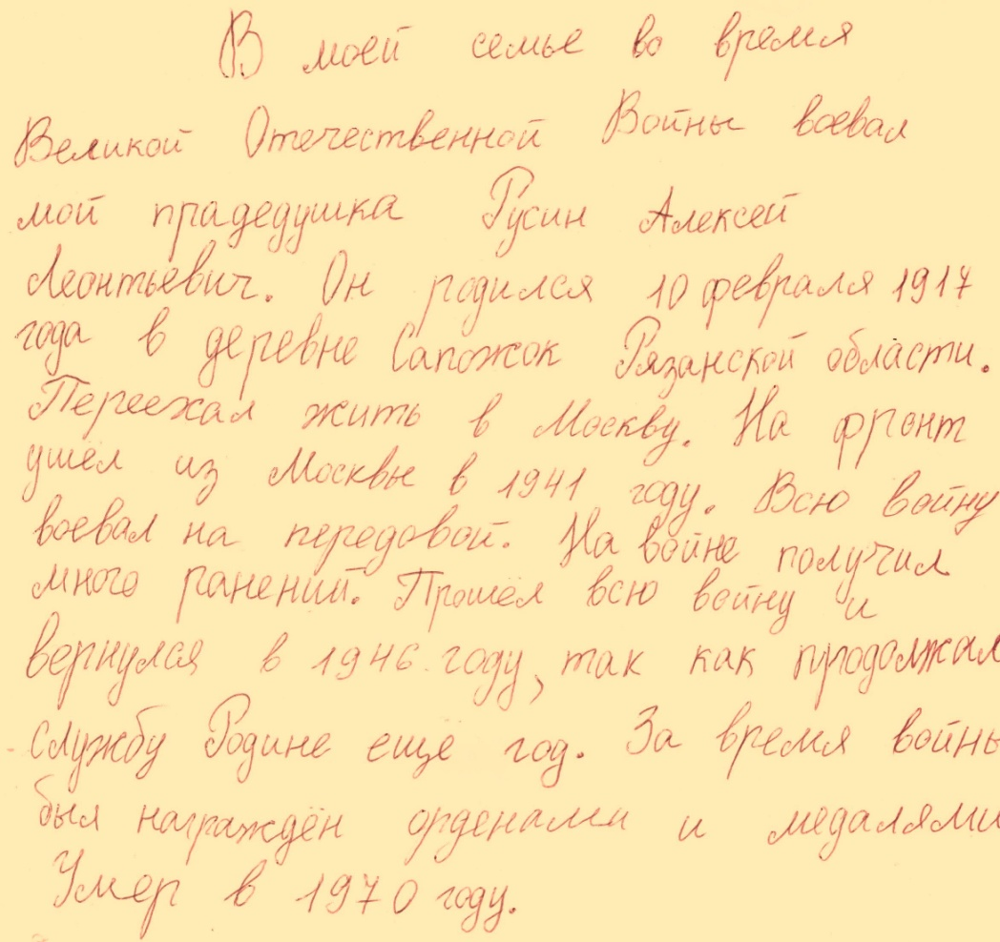 В моей семье во время
Великой Отечественной Войны воевал
мой прадедушка Русин Алексей
Леонтьевич. Он родился 10 февраля 1917
года в деревне Сапожок Рязанской области.
Переехал жить в Москву. На фронт
ушёл из Москвы в 1941 году. Всю войну
воевал на передовой. На войне получил
много ранений. Прошёл всю войну и
вернулся в 1946 году, так как продолжал
службу Родине ещё год. За время войны
был награждён орденами и медалями
Умер в 1970 году.